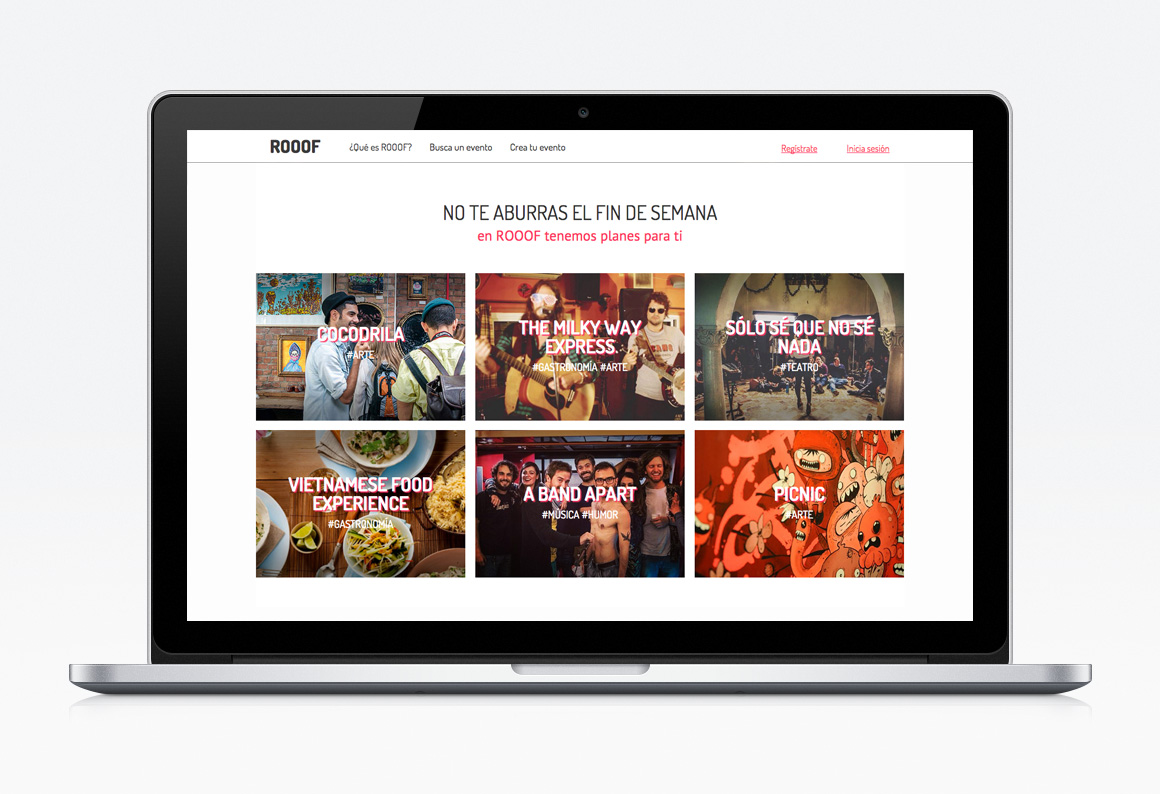 ROOOF
¿Qué es ROOOF?
Busca un evento
Crea tu evento
Regístrate
Inicia sesión
NO TE ABURRAS EL FIN DE SEMANA
en ROOOF tenemos planes para ti
COCODRILA
#ARTE
THE MILKY WAY
EXPRESS
#GASTRONOMÍA #ARTE
SÓLO SÉ QUE NO SÉ
NADA
#TEATRO
VIETNAMESE FOOD
EXPERIENCE
#GASTRONOMÍA
A BAND APART
#MÚSICA #HUMOR
PICNIC
#ARTE